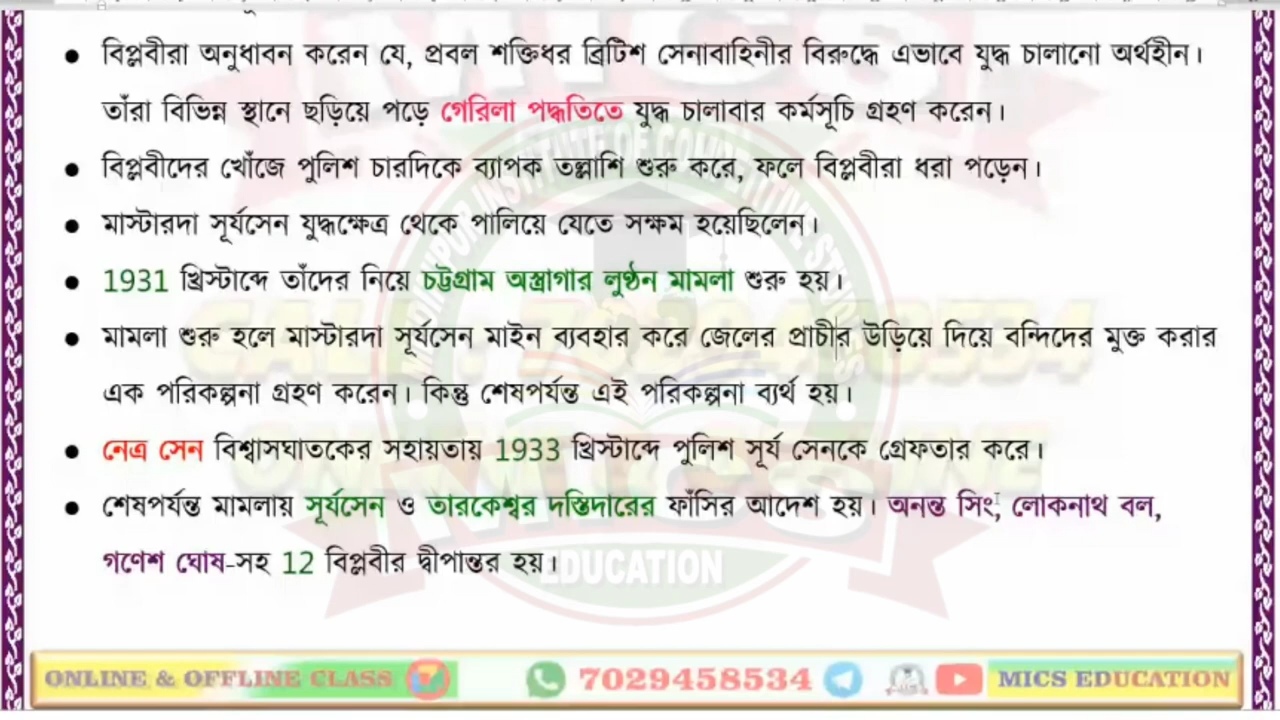 • বিপ্লবীরা অনুধাবন করেন যে, প্রবল শক্তিধর ব্রিটিশ সেনাবাহিনীর বিরুদ্ধে এভাবে যুদ্ধ চালানো অর্থহীন।
তাঁরা বিভিন্ন স্থানে ছড়িয়ে পড়ে গেরিলা পদ্ধতিতে যুদ্ধ চালাবার কর্মসূচি গ্রহণ করেন।
• বিপ্লবীদের খোঁজে পুলিশ চারদিকে ব্যাপক তল্লাশি শুরু করে, ফলে বিপ্লবীরা ধরা পড়েন।
• মাস্টারদা সূর্যসেন যুদ্ধক্ষেত্র থেকে পালিয়ে যেতে সক্ষম হয়েছিলেন।
• 1931 খ্রিস্টাব্দে তাঁদের নিয়ে চট্টগ্রাম অস্ত্রাগার লুণ্ঠন মামলা শুরু হয়।
• মামলা শুরু হলে মাস্টারদা সূর্যসেন মাইন ব্যবহার করে জেলের প্রাচীর উড়িয়ে দিয়ে বন্দিদের মুক্ত করার
এক পরিকল্পনা গ্রহণ করেন। কিন্তু শেষপর্যন্ত এই পরিকল্পনা ব্যর্থ হয়।
• নেত্র সেন বিশ্বাসঘাতকের সহায়তায় 1933 খ্রিস্টাব্দে পুলিশ সূর্য সেনকে গ্রেফতার করে।
• শেষপর্যন্ত মামলায় সূর্যসেন ও তারকেশ্বর দস্তিদারের ফাঁসির আদেশ হয়। অনন্ত সিং, লোকনাথ বল,
গণেশ ঘোষ-সহ 12 বিপ্লবীর দ্বীপান্তর হয়।
EDUCATION
ONLINE & OFFLINE CLASS 7029458534 MICS EDUCATION